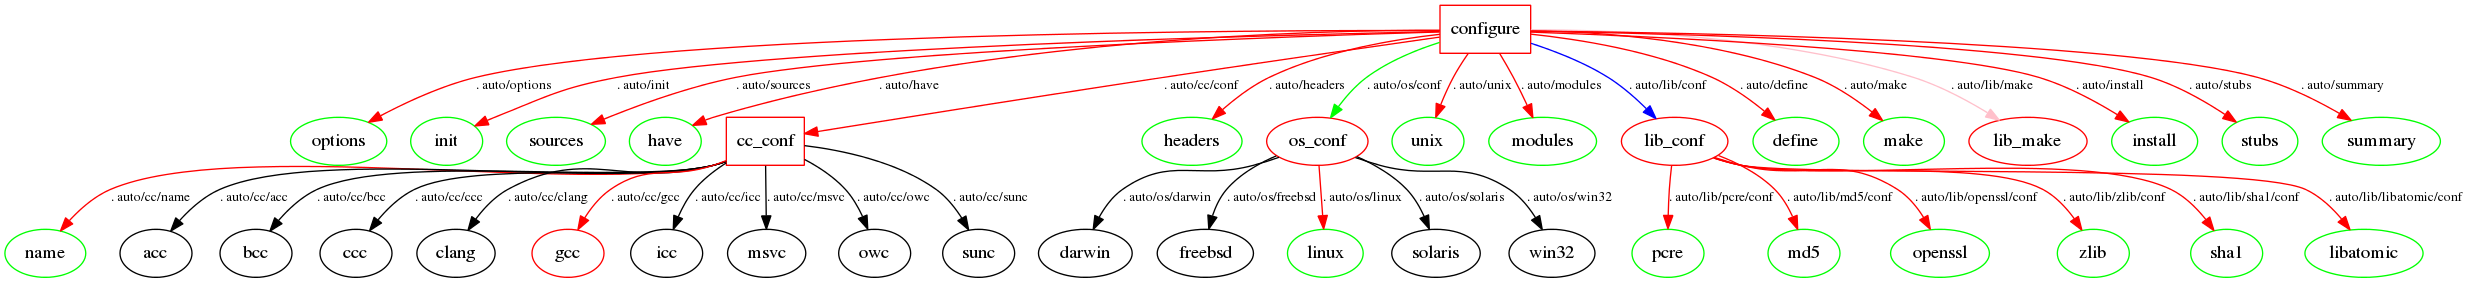 configure
. auto/options
. auto/init
. auto/sources
. auto/have
. auto/cc/conf
. auto/headers
. auto/os/conf
. auto/unix
. auto/modules
. auto/lib/conf
. auto/define
. auto/make
. auto/lib/make
. auto/install
. auto/stubs
. auto/summary
options
init
sources
have
cc_conf
headers
os_conf
unix
modules
lib_conf
define
make
lib_make
install
stubs
summary
. auto/cc/name
. auto/cc/acc
. auto/cc/bcc
. auto/cc/ccc
. auto/cc/clang
. auto/cc/gcc
. auto/cc/icc
. auto/cc/msvc
. auto/cc/owc
. auto/cc/sunc
. auto/os/darwin
. auto/os/freebsd
. auto/os/linux
. auto/os/solaris
. auto/os/win32
. auto/lib/pcre/conf
. auto/lib/md5/conf
. auto/lib/openssl/conf
. auto/lib/zlib/conf
. auto/lib/sha1/conf
. auto/lib/libatomic/conf
name
acc
bcc
ccc
clang
gcc
icc
msvc
owc
sunc
darwin
freebsd
linux
solaris
win32
pcre
md5
openssl
zlib
sha1
libatomic